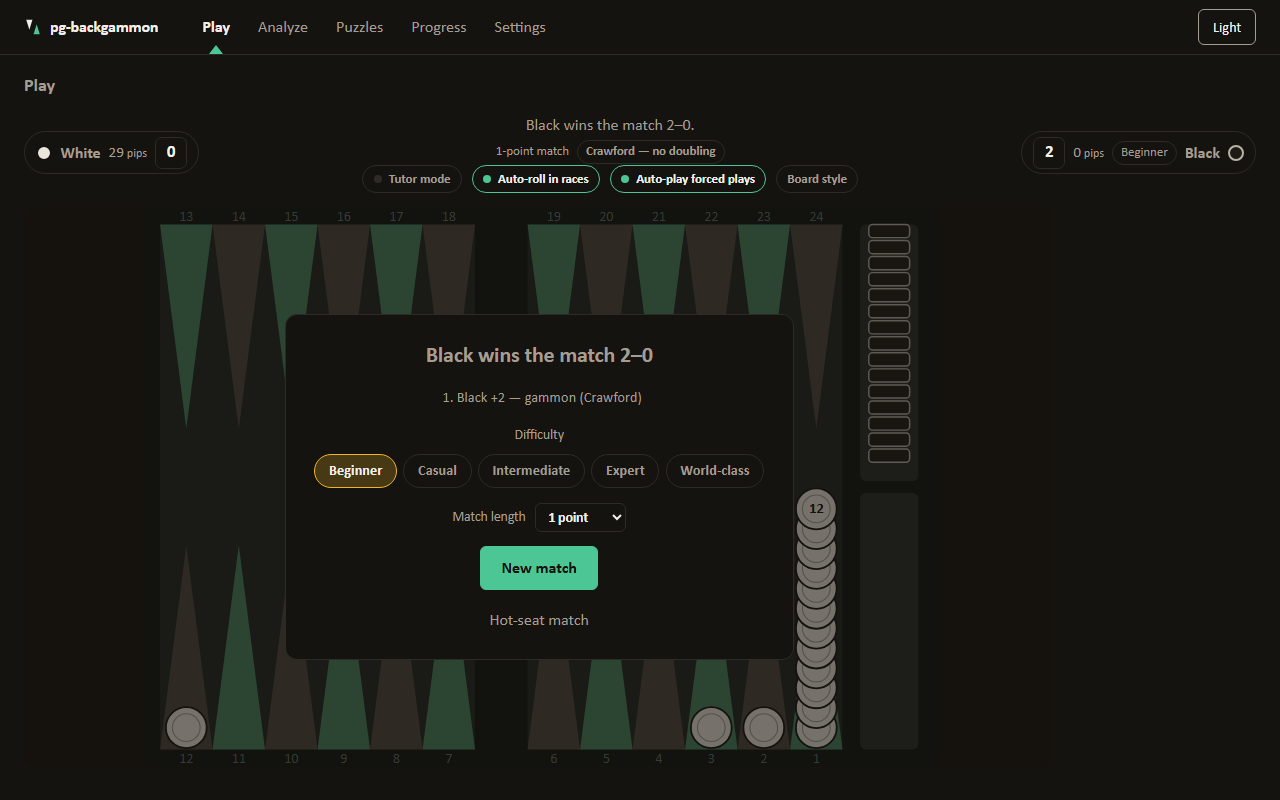 pg-backgammon Play Analyze Puzzles Progress Settings Light
Play
Black wins the match 2–0.
White 29 pips 0
1-point match Crawford — no doubling
2 0 pips Beginner Black
Tutor mode Auto-roll in races Auto-play forced plays Board style
13 14 15 16 17 18 19 20 21 22 23 24
Black wins the match 2–0
1. Black +2 — gammon (Crawford)
Difficulty
Beginner Casual Intermediate Expert World-class
Match length 1 point
12
New match
Hot-seat match
12 11 10 9 8 7 6 5 4 3 2 1